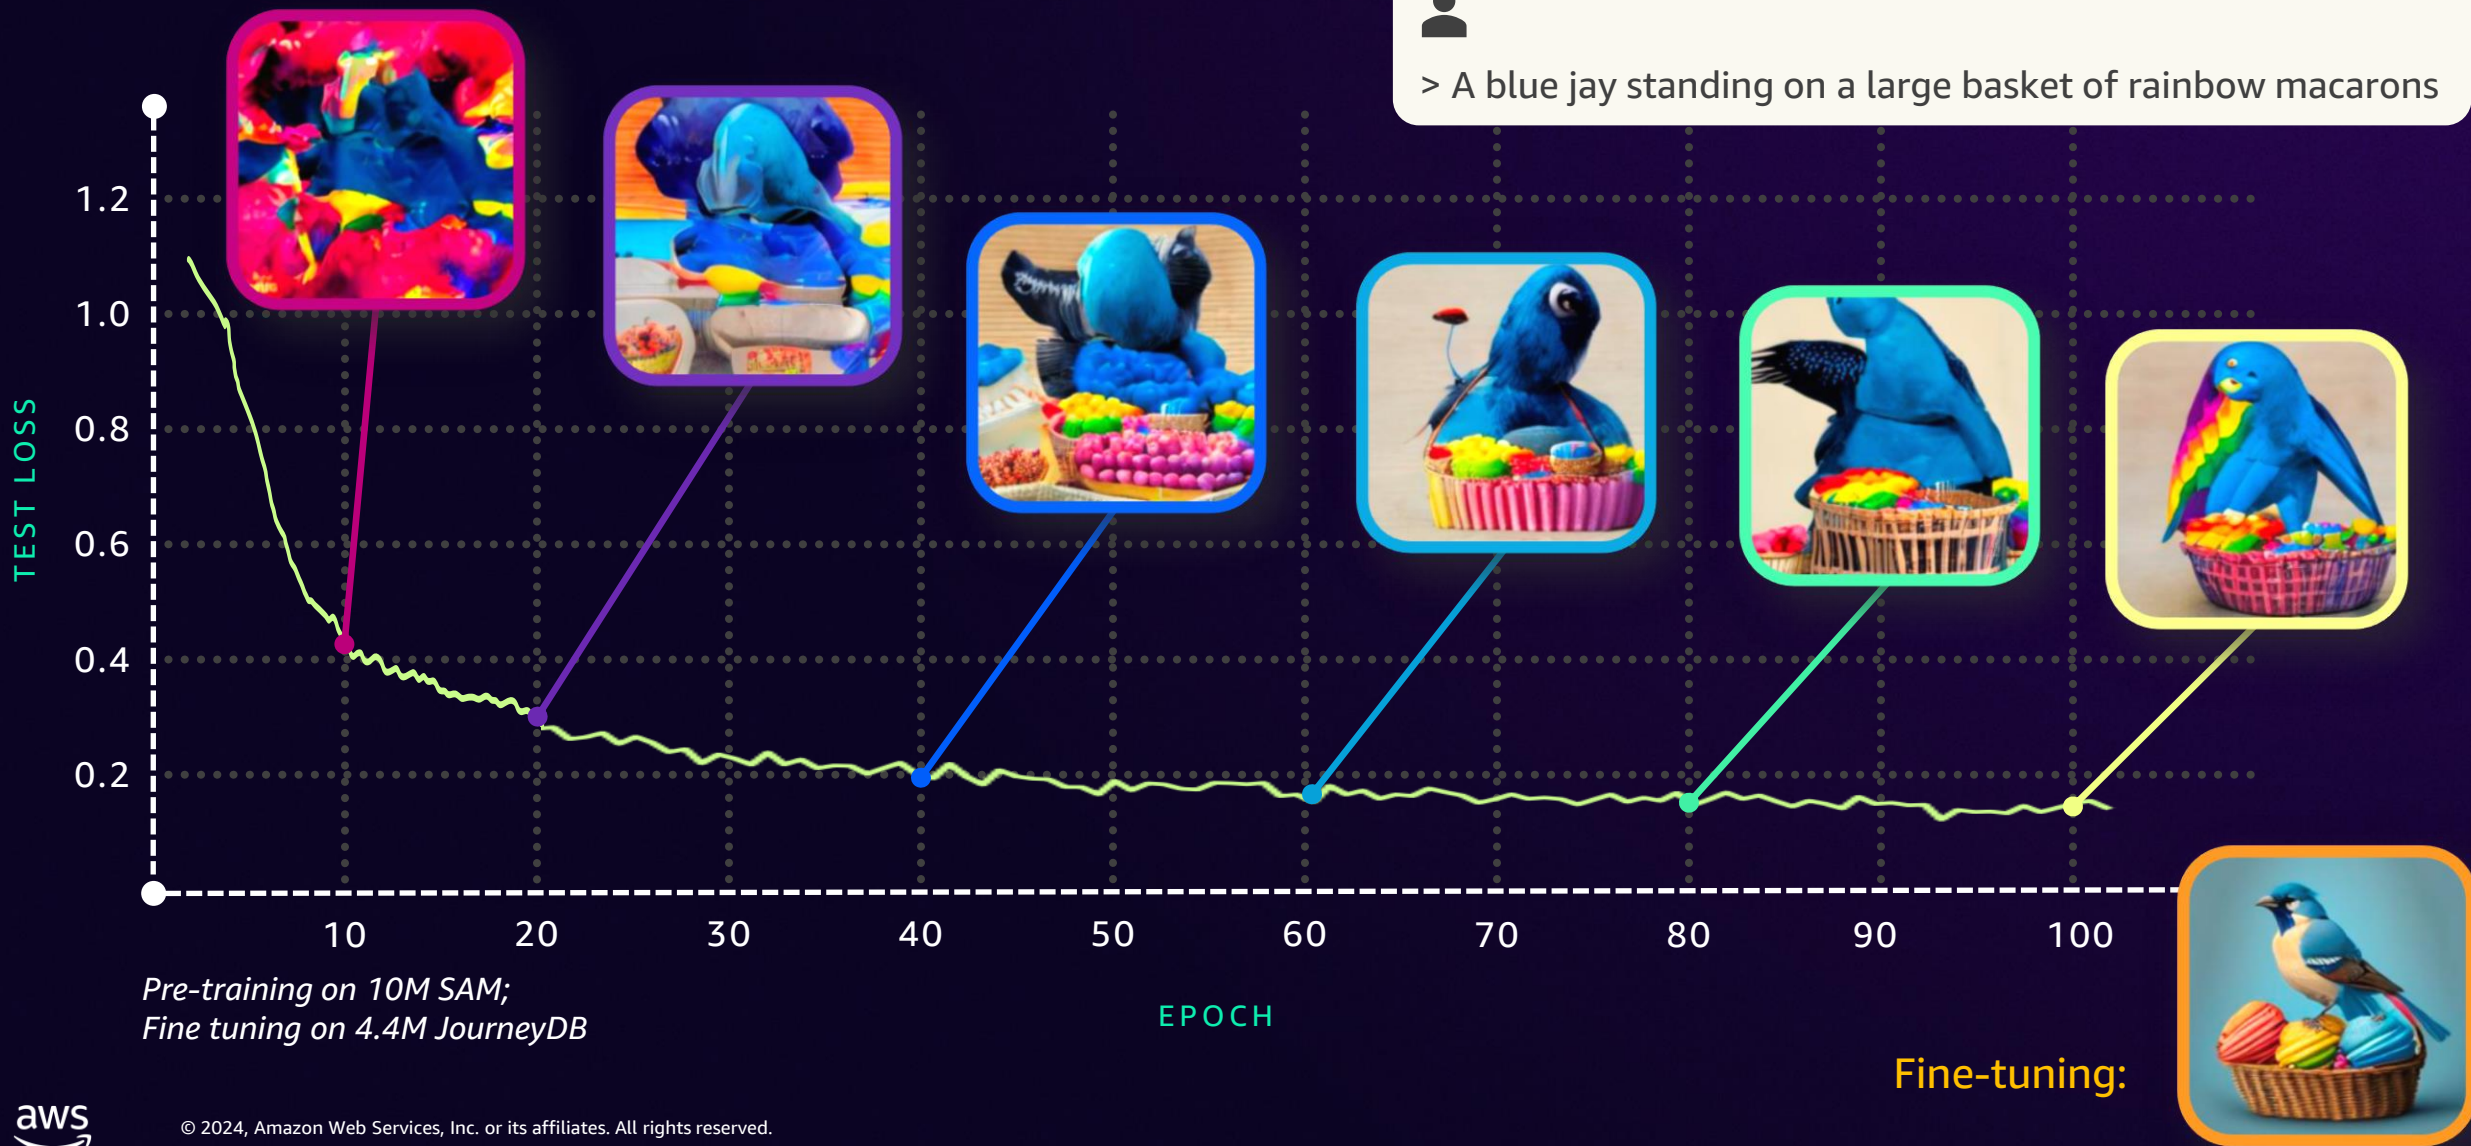 > A blue jay standing on a large basket of rainbow macarons
1.2
1.0
0.8
0.6
0.4
0.2
TEST LOSS
10 20 30 40 50 60 70 80 90 100
EPOCH
Pre-training on 10M SAM;
Fine tuning on 4.4M JourneyDB
Fine-tuning:
aws
© 2024, Amazon Web Services, Inc. or its affiliates. All rights reserved.